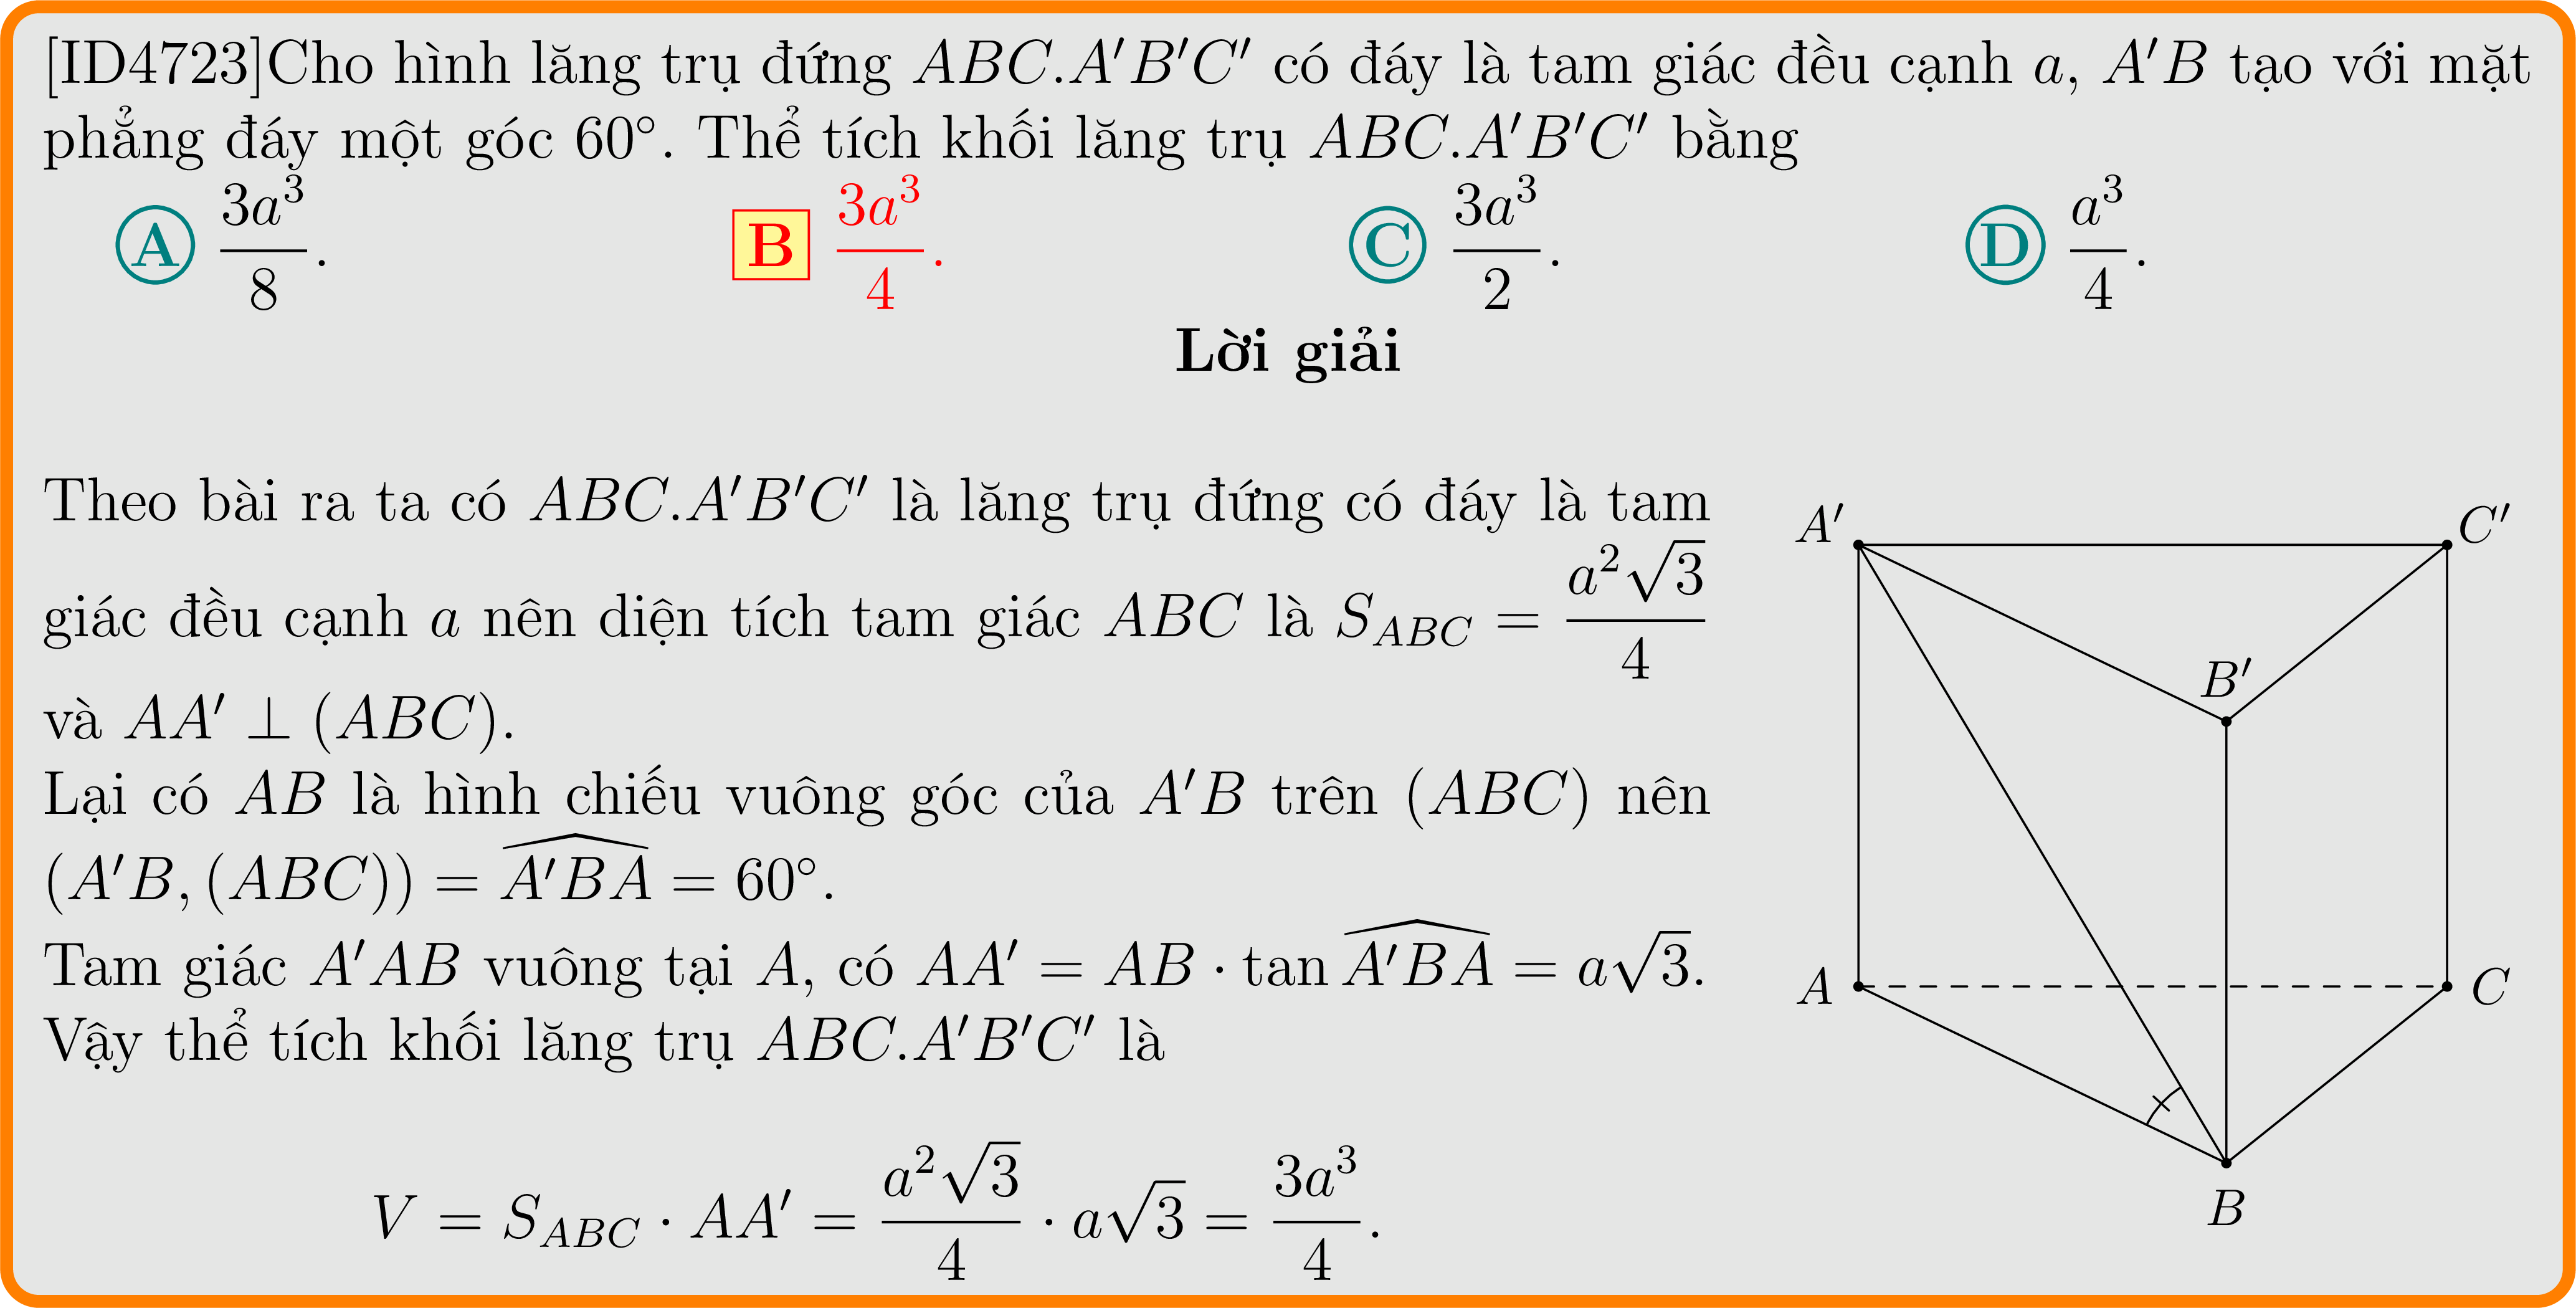 [ID4723]Cho hình lăng trụ đứng ABC.A′B′C′ có đáy là tam giác đều cạnh a, A′B tạo với mặt
phẳng đáy một góc 60°. Thể tích khối lăng trụ ABC.A′B′C′ bằng
A $\frac{3a^3}{8}$. B $\frac{3a^3}{4}$. C $\frac{3a^3}{2}$. D $\frac{a^3}{4}$.
Lời giải
Theo bài ra ta có ABC.A′B′C′ là lăng trụ đứng có đáy là tam
giác đều cạnh a nên diện tích tam giác ABC là $S_{ABC} = \frac{a^2\sqrt{3}}{4}$
và AA′ ⊥ (ABC).
Lại có AB là hình chiếu vuông góc của A′B trên (ABC) nên
$(A'B, (ABC)) = \widehat{A'BA} = 60^\circ$.
Tam giác A′AB vuông tại A, có $AA' = AB \cdot \tan \widehat{A'BA} = a\sqrt{3}$.
Vậy thể tích khối lăng trụ ABC.A′B′C′ là
$V = S_{ABC} \cdot AA' = \frac{a^2\sqrt{3}}{4} \cdot a\sqrt{3} = \frac{3a^3}{4}$.
A′ C′
B′
A C
B